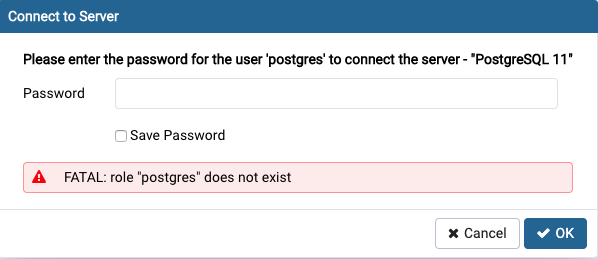 Connect to Server
Please enter the password for the user 'postgres' to connect the server - "PostgreSQL 11"
Password
Save Password
FATAL: role "postgres" does not exist
Cancel
OK